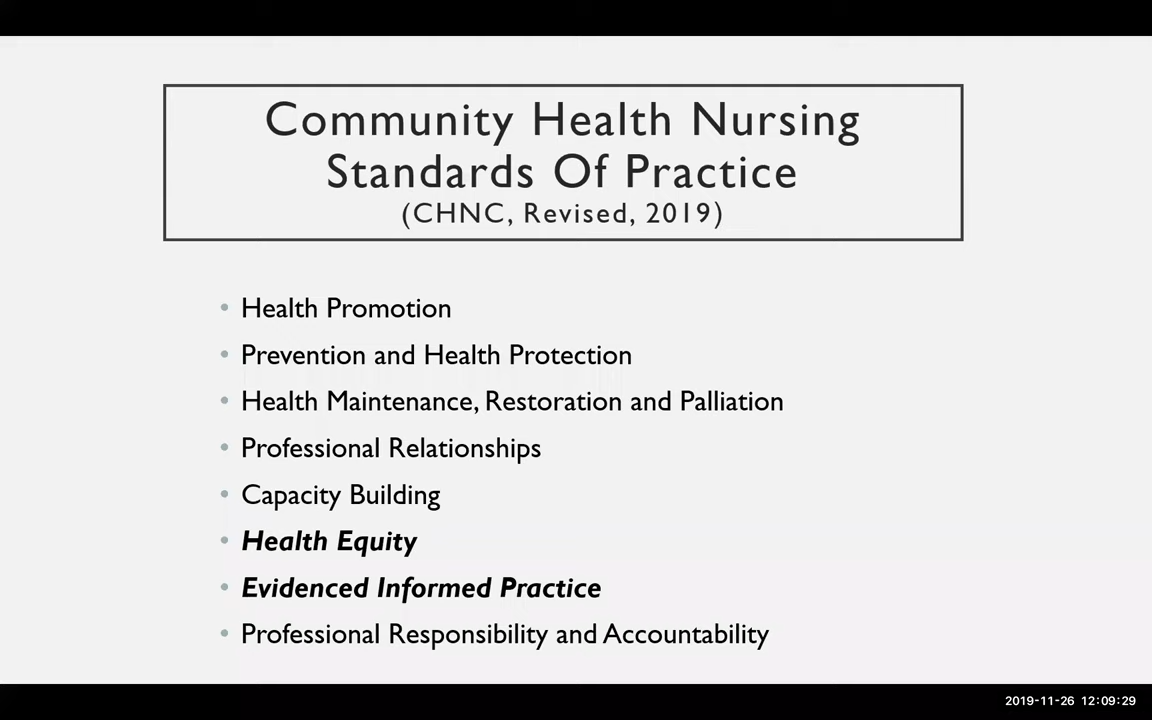 Community Health Nursing
Standards Of Practice
(CHNC, Revised, 2019)
• Health Promotion
• Prevention and Health Protection
• Health Maintenance, Restoration and Palliation
• Professional Relationships
• Capacity Building
• Health Equity
• Evidenced Informed Practice
• Professional Responsibility and Accountability
2019-11-26 12:09:29